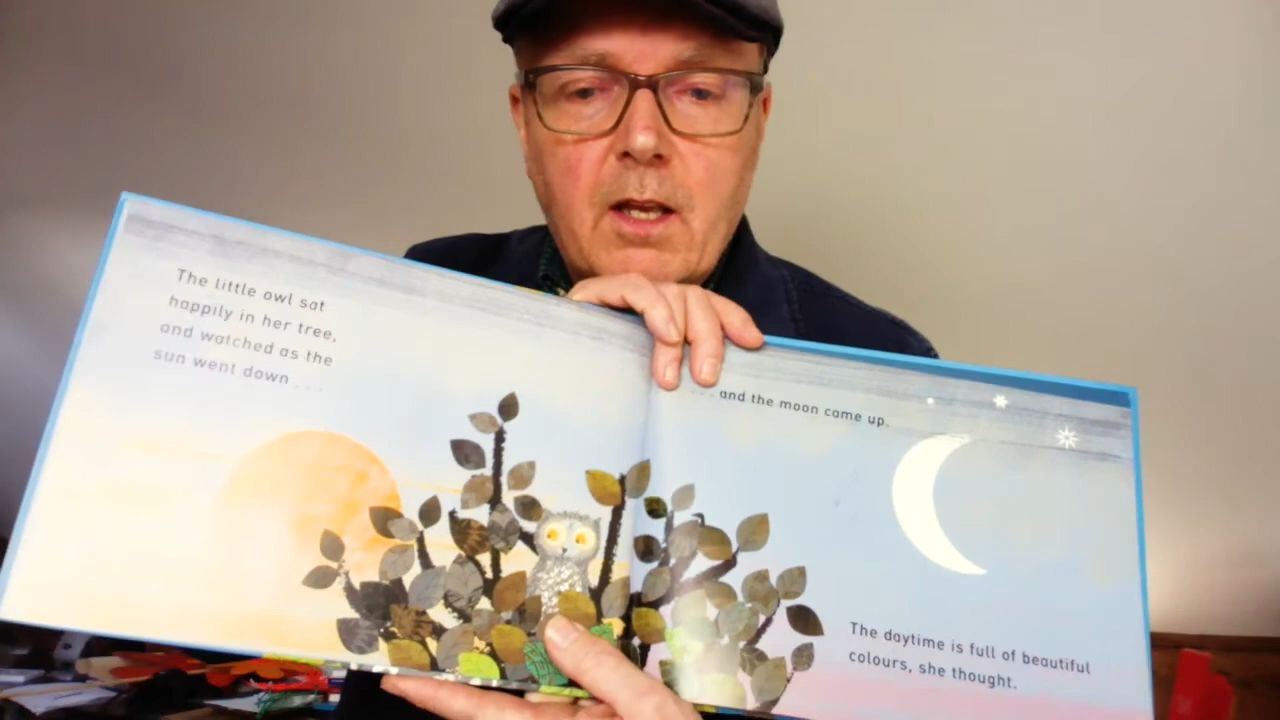 The little owl sat
happily in her tree,
and watched as the
sun went down . . .
. . . and the moon came up.
The daytime is full of beautiful
colours, she thought.